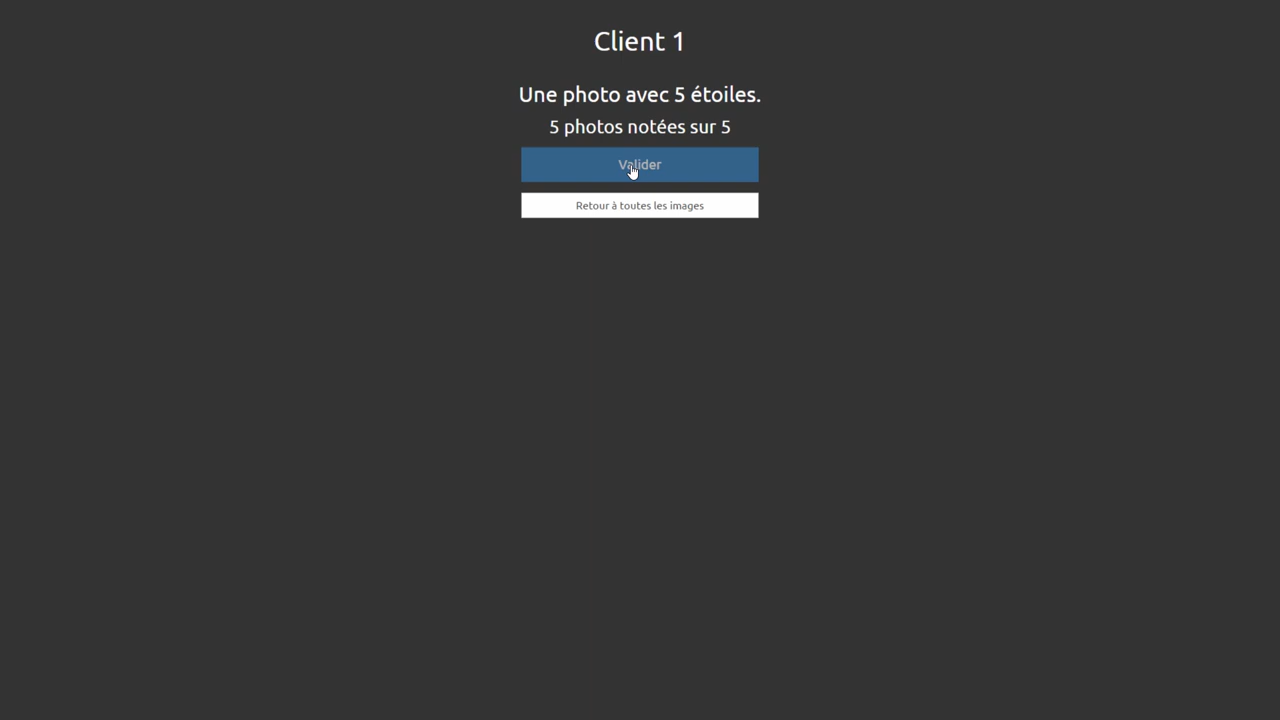 Client 1
Une photo avec 5 étoiles.
5 photos notées sur 5
Valider
Retour à toutes les images